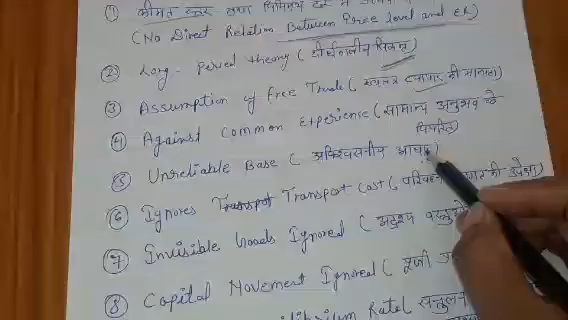 ① कीमत स्तर तथा विनिमय दर में
(No Direct Relation Between Price level and ER)
② Long-Period theory (दीर्घकालीन सिद्धान्त)
③ Assumption of Free Trade (स्वतंत्र व्यापार की मान्यता)
④ Against Common Experience (सामान्य अनुभव के
विपरीत)
⑤ Unreliable Base (अविश्वसनीय आधार)
⑥ Ignores Transport Cost (परिवहन लागत की उपेक्षा)
⑦ Invisible Goods Ignored (अदृश्य वस्तुओं
⑧ Capital Movement Ignored (पूंजी
Rate (सन्तुलन